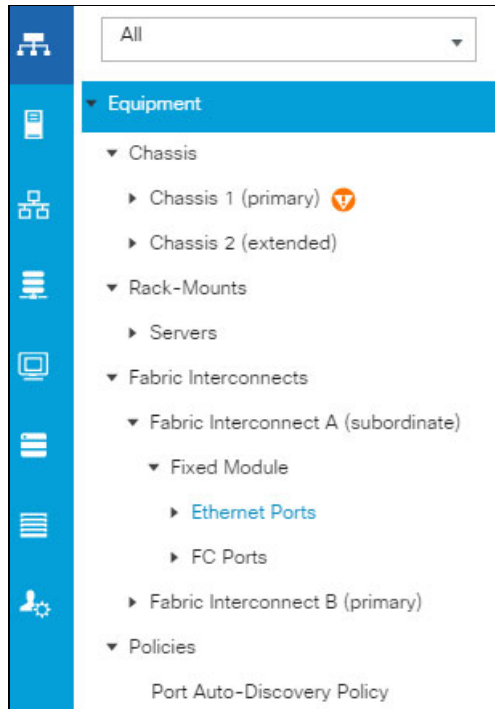 All
Equipment
Chassis
Chassis 1 (primary)
Chassis 2 (extended)
Rack-Mounts
Servers
Fabric Interconnects
Fabric Interconnect A (subordinate)
Fixed Module
Ethernet Ports
FC Ports
Fabric Interconnect B (primary)
Policies
Port Auto-Discovery Policy